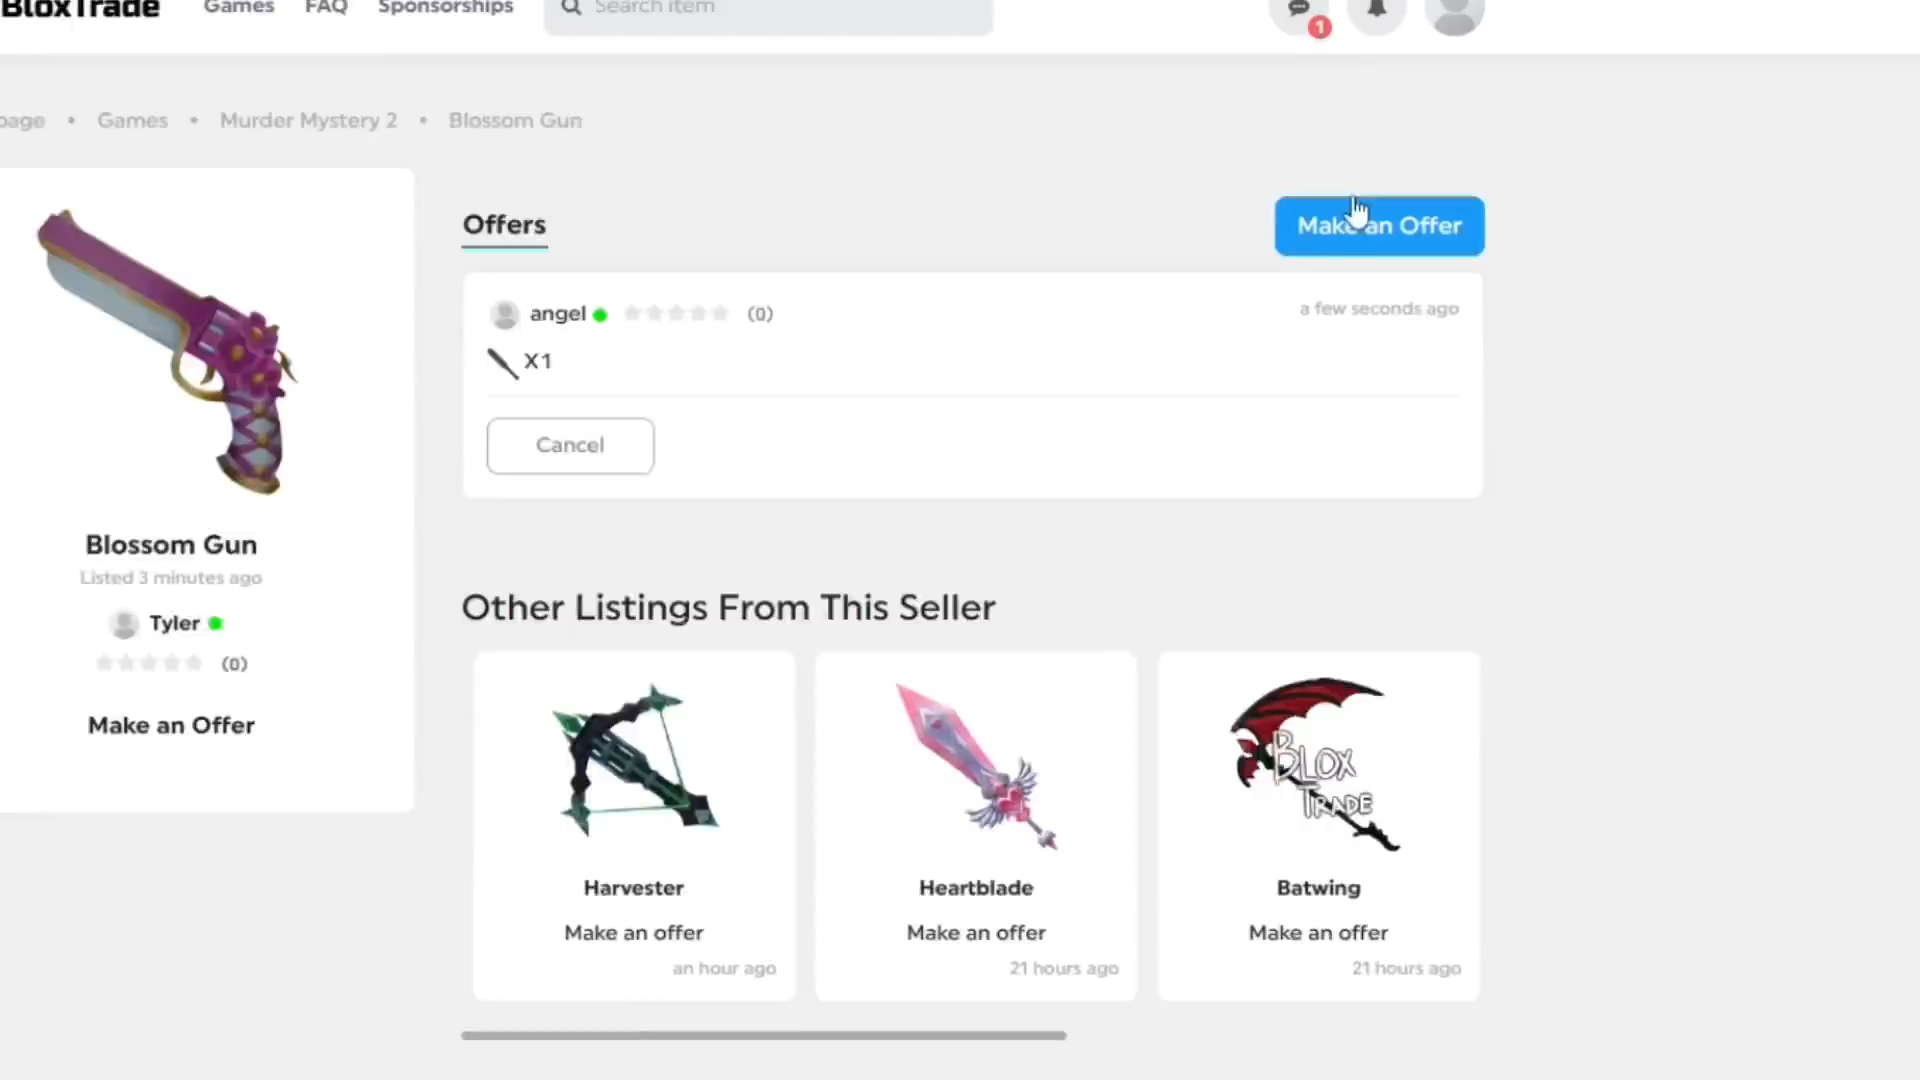 BloxTrade Games FAQ Sponsorships Search item 1
page • Games • Murder Mystery 2 • Blossom Gun
Offers
Make an Offer
angel (0) a few seconds ago
X1
Cancel
Blossom Gun
Listed 3 minutes ago
Tyler
(0)
Make an Offer
Other Listings From This Seller
Harvester
Make an offer
an hour ago
Heartblade
Make an offer
21 hours ago
BLOX
TRADE
Batwing
Make an offer
21 hours ago